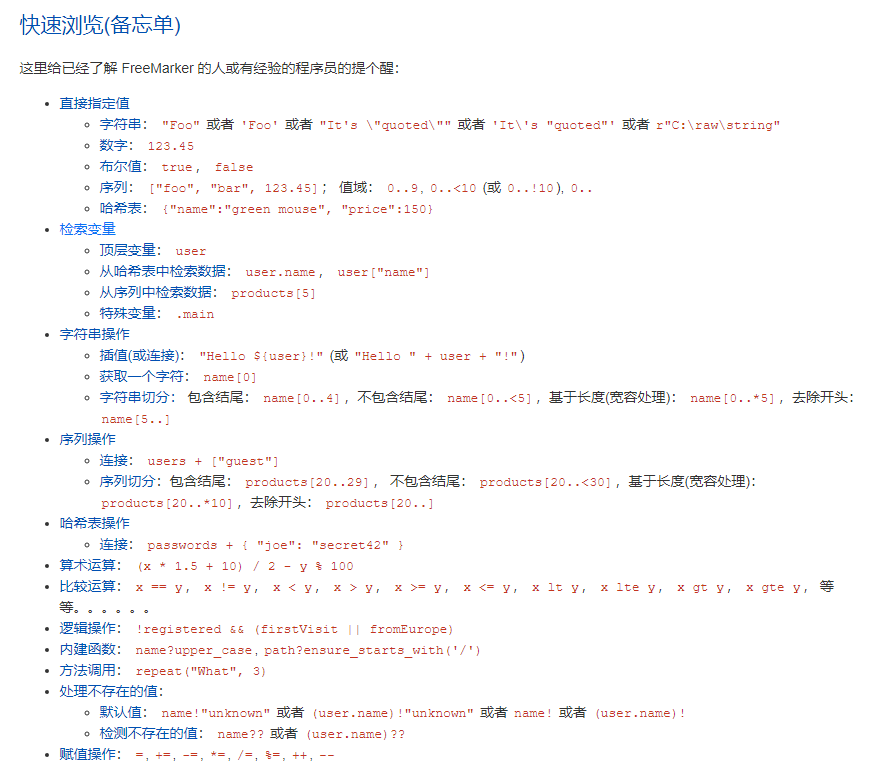 快速浏览(备忘单)
这里给已经了解 FreeMarker 的人或有经验的程序员的提个醒：
直接指定值
字符串： "Foo" 或者 'Foo' 或者 "It's \"quoted\"" 或者 'It\'s "quoted"' 或者 r"C:\raw\string"
数字： 123.45
布尔值： true， false
序列： ["foo", "bar", 123.45]； 值域： 0..9, 0..<10 (或 0..!10), 0..
哈希表： {"name":"green mouse", "price":150}
检索变量
顶层变量： user
从哈希表中检索数据： user.name， user["name"]
从序列中检索数据： products[5]
特殊变量： .main
字符串操作
插值(或连接)： "Hello ${user}!" (或 "Hello " + user + "!")
获取一个字符： name[0]
字符串切分： 包含结尾： name[0..4]，不包含结尾： name[0..<5]，基于长度(宽容处理)： name[0..*5]，去除开头：
name[5..]
序列操作
连接： users + ["guest"]
序列切分：包含结尾： products[20..29]， 不包含结尾： products[20..<30]，基于长度(宽容处理)：
products[20..*10]，去除开头： products[20..]
哈希表操作
连接： passwords + { "joe": "secret42" }
算术运算： (x * 1.5 + 10) / 2 - y % 100
比较运算： x == y， x != y， x < y， x > y， x >= y， x <= y， x lt y， x lte y， x gt y， x gte y， 等
等。。。。。。
逻辑操作： !registered && (firstVisit || fromEurope)
内建函数： name?upper_case, path?ensure_starts_with('/')
方法调用： repeat("What", 3)
处理不存在的值：
默认值： name!"unknown" 或者 (user.name)!"unknown" 或者 name! 或者 (user.name)!
检测不存在的值： name?? 或者 (user.name)??
赋值操作： =, +=, -=, *=, /=, %=, ++, --